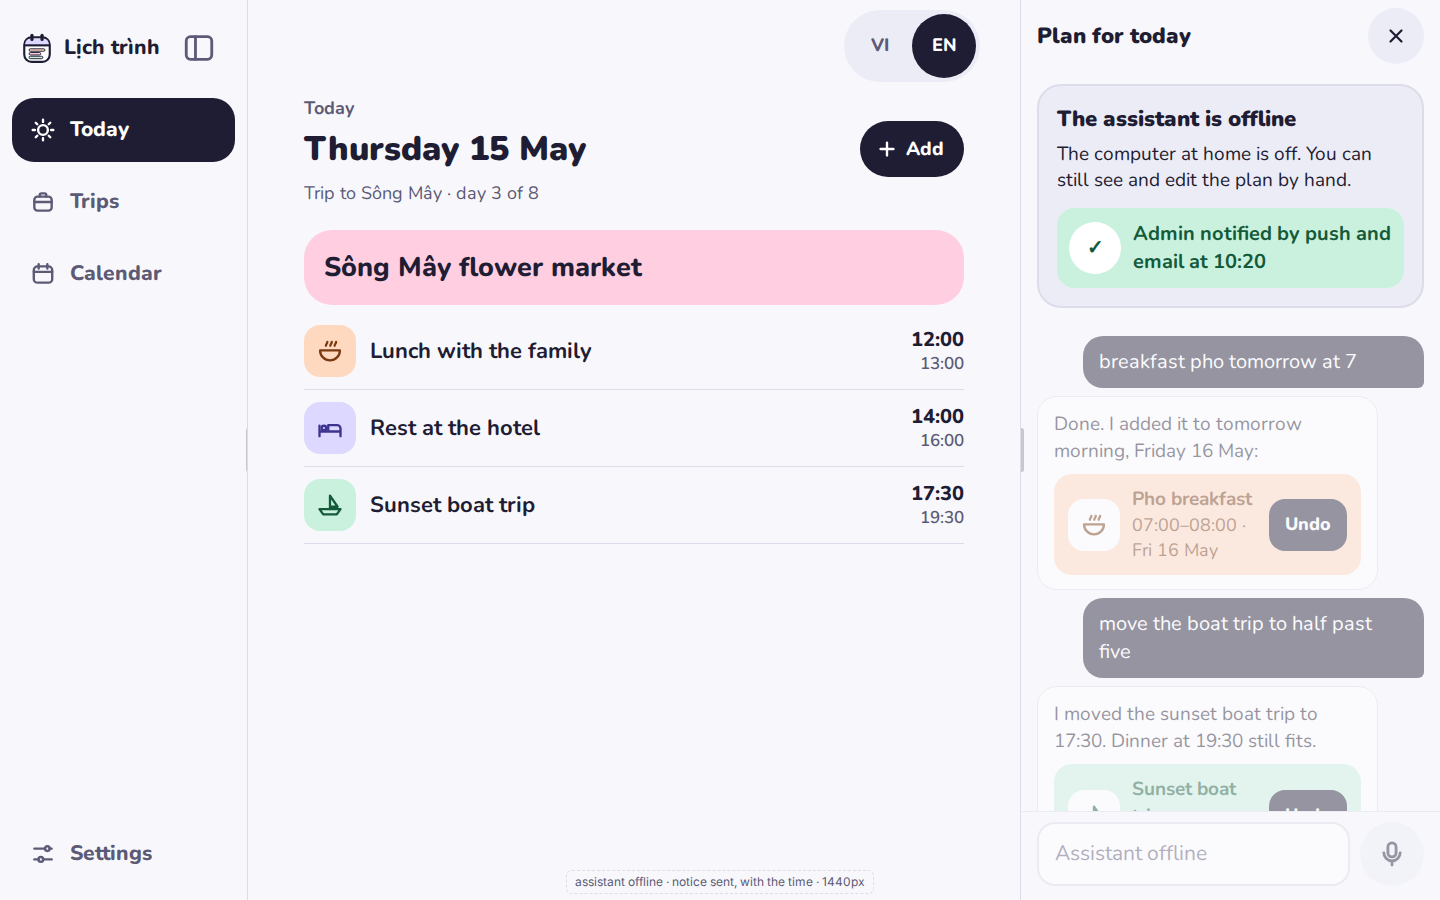 Lịch trình
Today
Trips
Calendar
Settings
VI
EN
Today
Thursday 15 May
Trip to Sông Mây · day 3 of 8
Add
Sông Mây flower market
Lunch with the family
12:00
13:00
Rest at the hotel
14:00
16:00
Sunset boat trip
17:30
19:30
assistant offline · notice sent, with the time · 1440px
Plan for today
The assistant is offline
The computer at home is off. You can
still see and edit the plan by hand.
Admin notified by push and
email at 10:20
breakfast pho tomorrow at 7
Done. I added it to tomorrow
morning, Friday 16 May:
Pho breakfast
07:00–08:00 ·
Fri 16 May
Undo
move the boat trip to half past
five
I moved the sunset boat trip to
17:30. Dinner at 19:30 still fits.
Sunset boat
Assistant offline